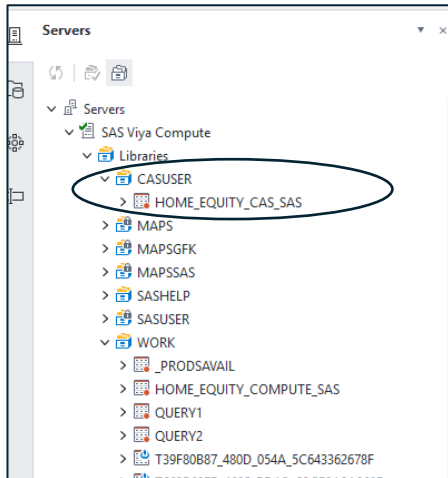 Servers
Servers
SAS Viya Compute
Libraries
CASUSER
HOME_EQUITY_CAS_SAS
MAPS
MAPSGFK
MAPSSAS
SASHELP
SASUSER
WORK
_PRODSAVAIL
HOME_EQUITY_COMPUTE_SAS
QUERY1
QUERY2
T39F80B87_480D_054A_5C643362678F